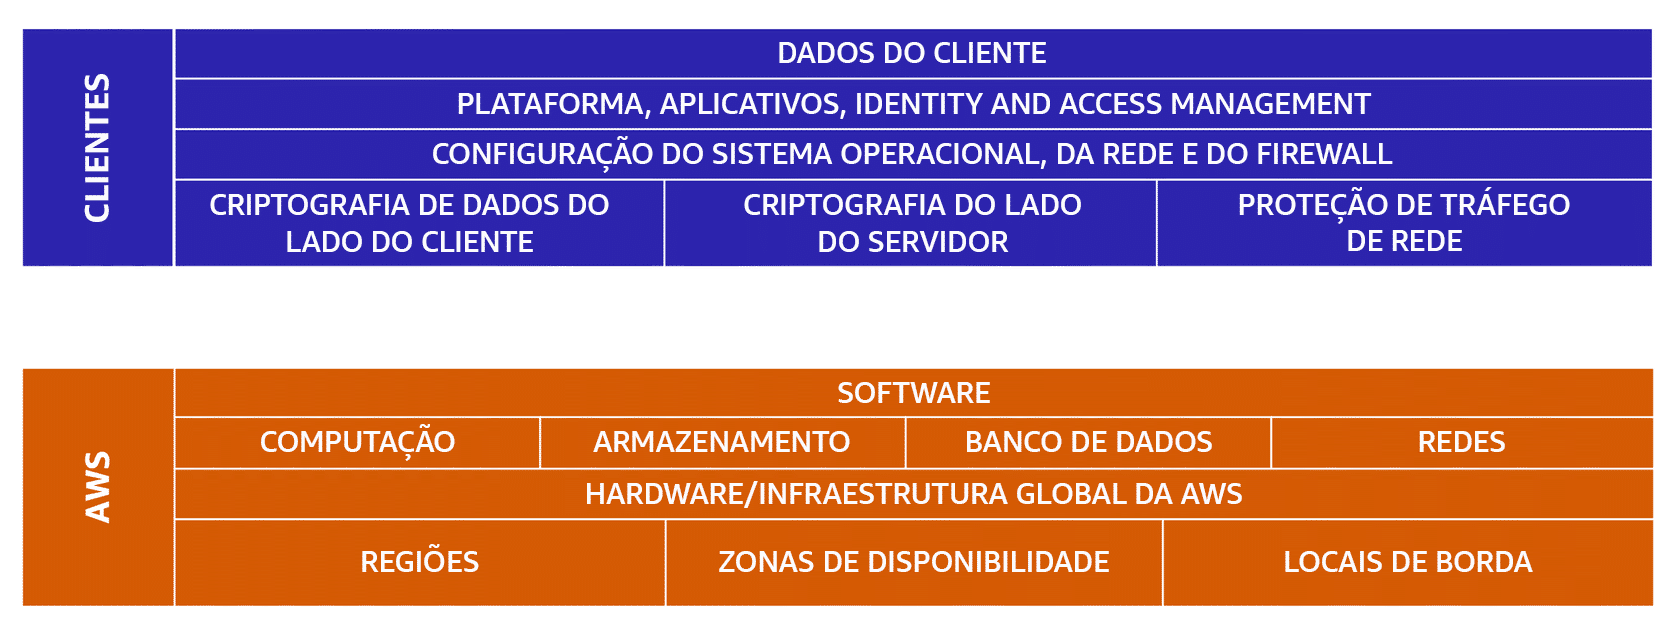 CLIENTES
DADOS DO CLIENTE
PLATAFORMA, APLICATIVOS, IDENTITY AND ACCESS MANAGEMENT
CONFIGURAÇÃO DO SISTEMA OPERACIONAL, DA REDE E DO FIREWALL
CRIPTOGRAFIA DE DADOS DO
LADO DO CLIENTE
CRIPTOGRAFIA DO LADO
DO SERVIDOR
PROTEÇÃO DE TRÁFEGO
DE REDE
AWS
SOFTWARE
COMPUTAÇÃO
ARMAZENAMENTO
BANCO DE DADOS
REDES
HARDWARE/INFRAESTRUTURA GLOBAL DA AWS
REGIÕES
ZONAS DE DISPONIBILIDADE
LOCAIS DE BORDA